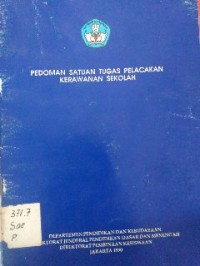 PEDOMAN SATUAN TUGAS PELACAKAN
KERAWANAN SEKOLAH
371.7
Sae
P
DEPARTEMEN PENDIDIKAN DAN KEBUDAYAAN
DIREKTORAT JENDERAL PENDIDIKAN DASAR DAN MENENGAH
DIREKTORAT PEMBINAAN KESISWAAN
JAKARTA